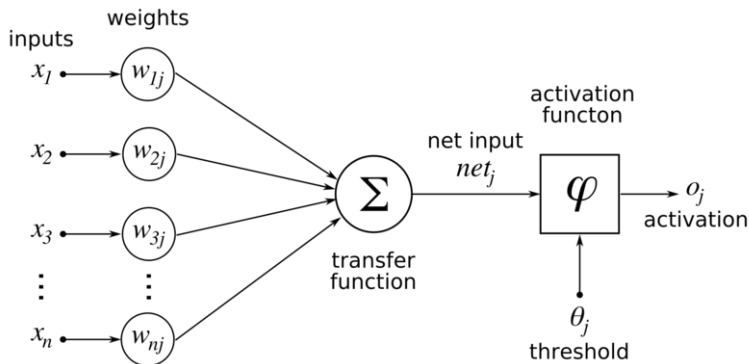 weights
inputs
x₁
w₁ⱼ
x₂
w₂ⱼ
x₃
w₃ⱼ
⋮
⋮
xₙ
wₙⱼ
Σ
transfer
function
net input
netⱼ
activation
functon
φ
oⱼ
activation
θⱼ
threshold